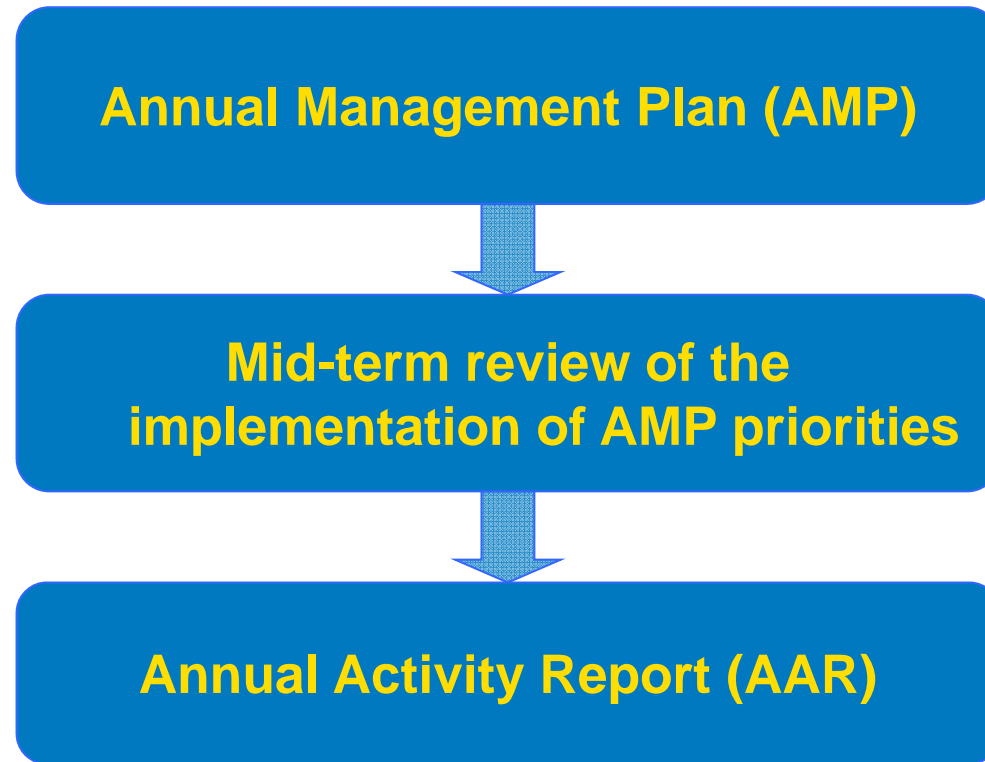 Annual Management Plan (AMP)
Mid-term review of the
implementation of AMP priorities
Annual Activity Report (AAR)